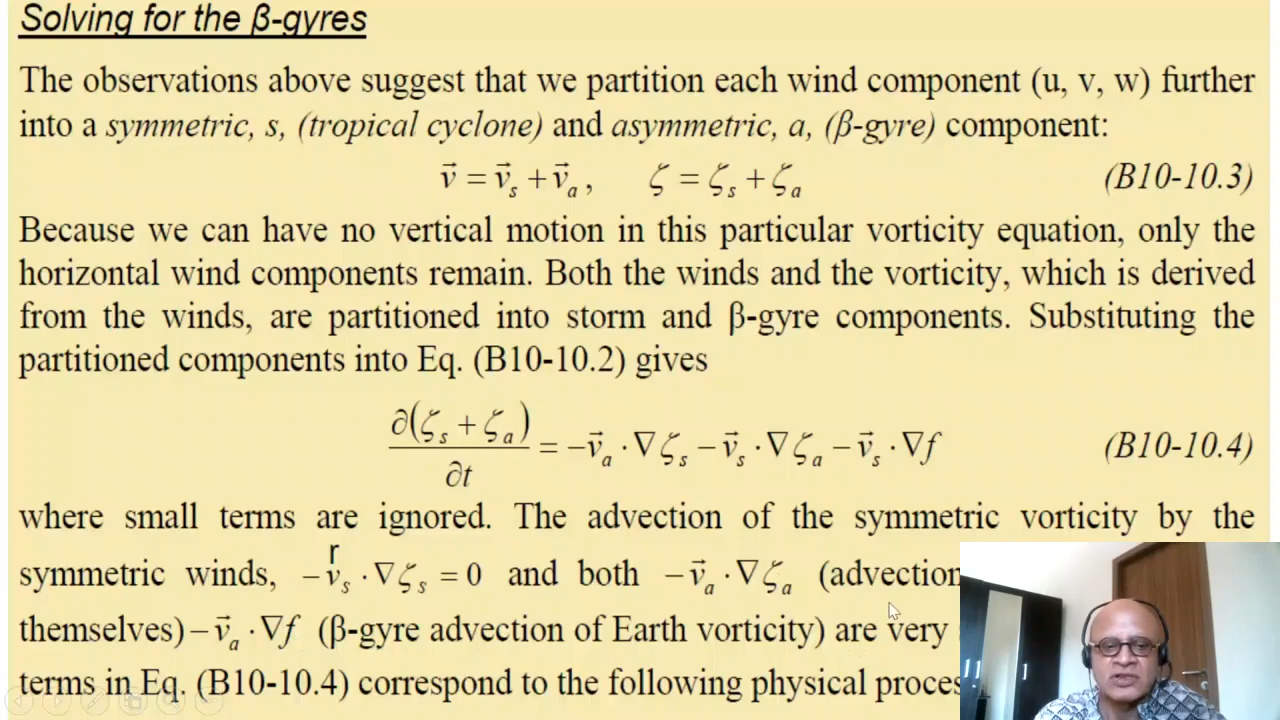 Solving for the β-gyres
The observations above suggest that we partition each wind component (u, v, w) further
into a symmetric, s, (tropical cyclone) and asymmetric, a, (β-gyre) component:
v⃗ = v⃗ₛ + v⃗ₐ , ζ = ζₛ + ζₐ (B10-10.3)
Because we can have no vertical motion in this particular vorticity equation, only the
horizontal wind components remain. Both the winds and the vorticity, which is derived
from the winds, are partitioned into storm and β-gyre components. Substituting the
partitioned components into Eq. (B10-10.2) gives
∂(ζₛ + ζₐ)/∂t = −v⃗ₐ · ∇ζₛ − v⃗ₛ · ∇ζₐ − v⃗ₛ · ∇f (B10-10.4)
where small terms are ignored. The advection of the symmetric vorticity by the
r
symmetric winds, −vₛ · ∇ζₛ = 0 and both −v⃗ₐ · ∇ζₐ (advection
themselves) −v⃗ₐ · ∇f (β-gyre advection of Earth vorticity) are very
terms in Eq. (B10-10.4) correspond to the following physical proces